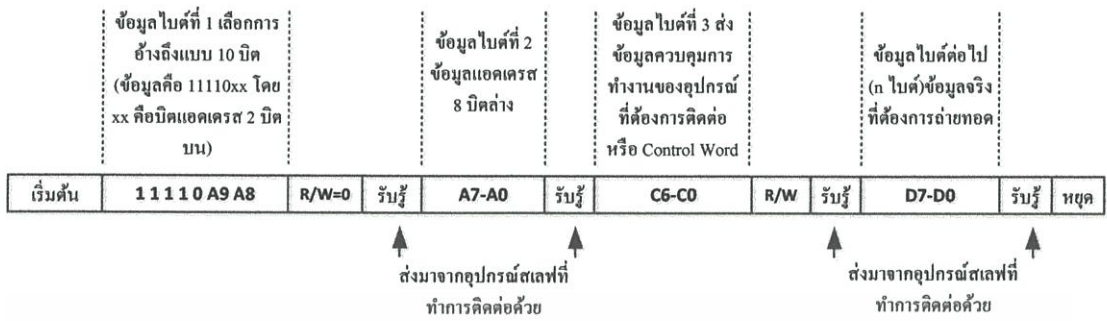 ข้อมูลไบต์ที่ 1 เลือกการ
อ้างถึงแบบ 10 บิต
(ข้อมูลคือ 11110xx โดย
xx คือบิตแอดเดรส 2 บิต
บน)
ข้อมูลไบต์ที่ 2
ข้อมูลแอดเดรส
8 บิตล่าง
ข้อมูลไบต์ที่ 3 ส่ง
ข้อมูลควบคุมการ
ทำงานของอุปกรณ์
ที่ต้องการติดต่อ
หรือ Control Word
ข้อมูลไบต์ต่อไป
(n ไบต์)ข้อมูลจริง
ที่ต้องการถ่ายทอด
เริ่มต้น 1 1 1 1 0 A9 A8 R/W=0 รับรู้ A7-A0 รับรู้ C6-C0 R/W รับรู้ D7-D0 รับรู้ หยุด
ส่งมาจากอุปกรณ์สเลฟที่
ทำการติดต่อด้วย
ส่งมาจากอุปกรณ์สเลฟที่
ทำการติดต่อด้วย